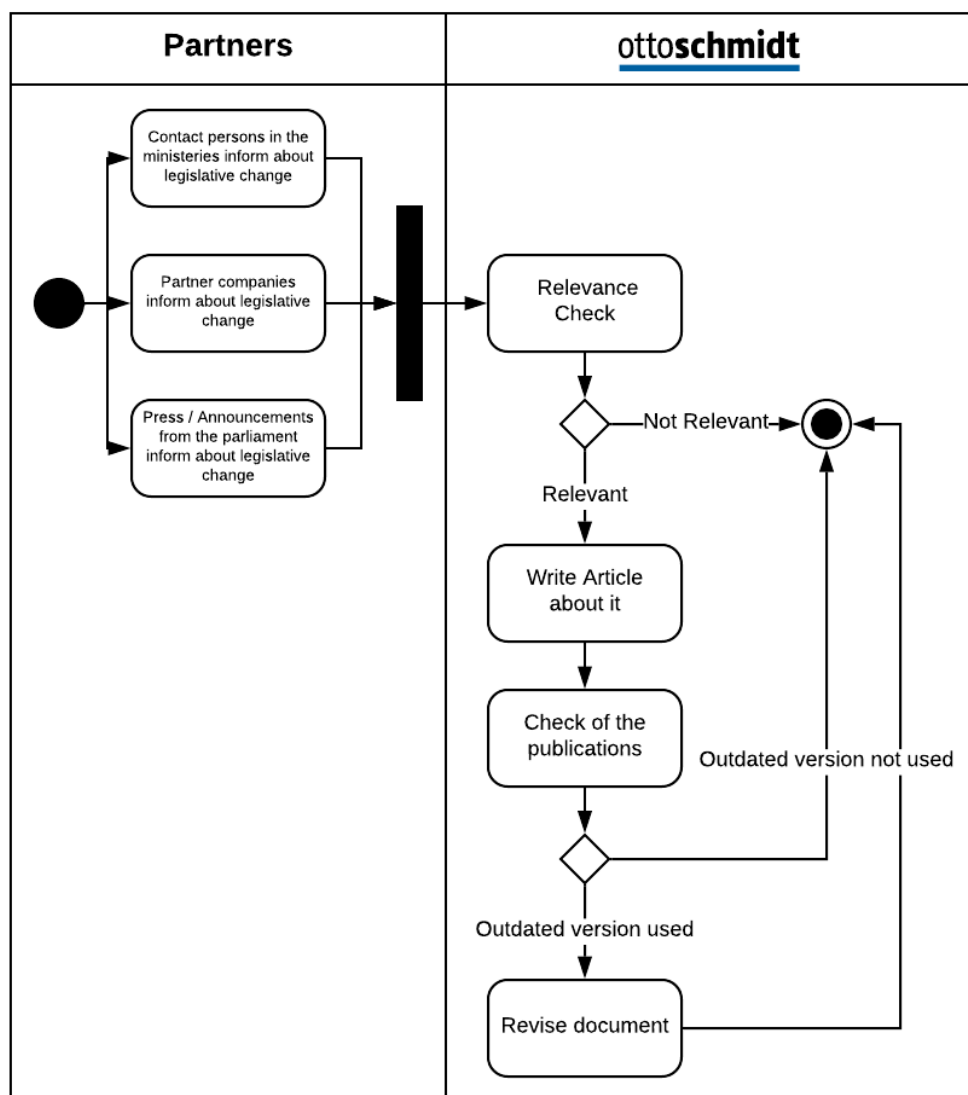 Partners
ottoschmidt
Contact persons in the
ministeries inform about
legislative change
Partner companies
inform about legislative
change
Press / Announcements
from the parliament
inform about legislative
change
Relevance
Check
Not Relevant
Relevant
Write Article
about it
Check of the
publications
Outdated version not used
Outdated version used
Revise document